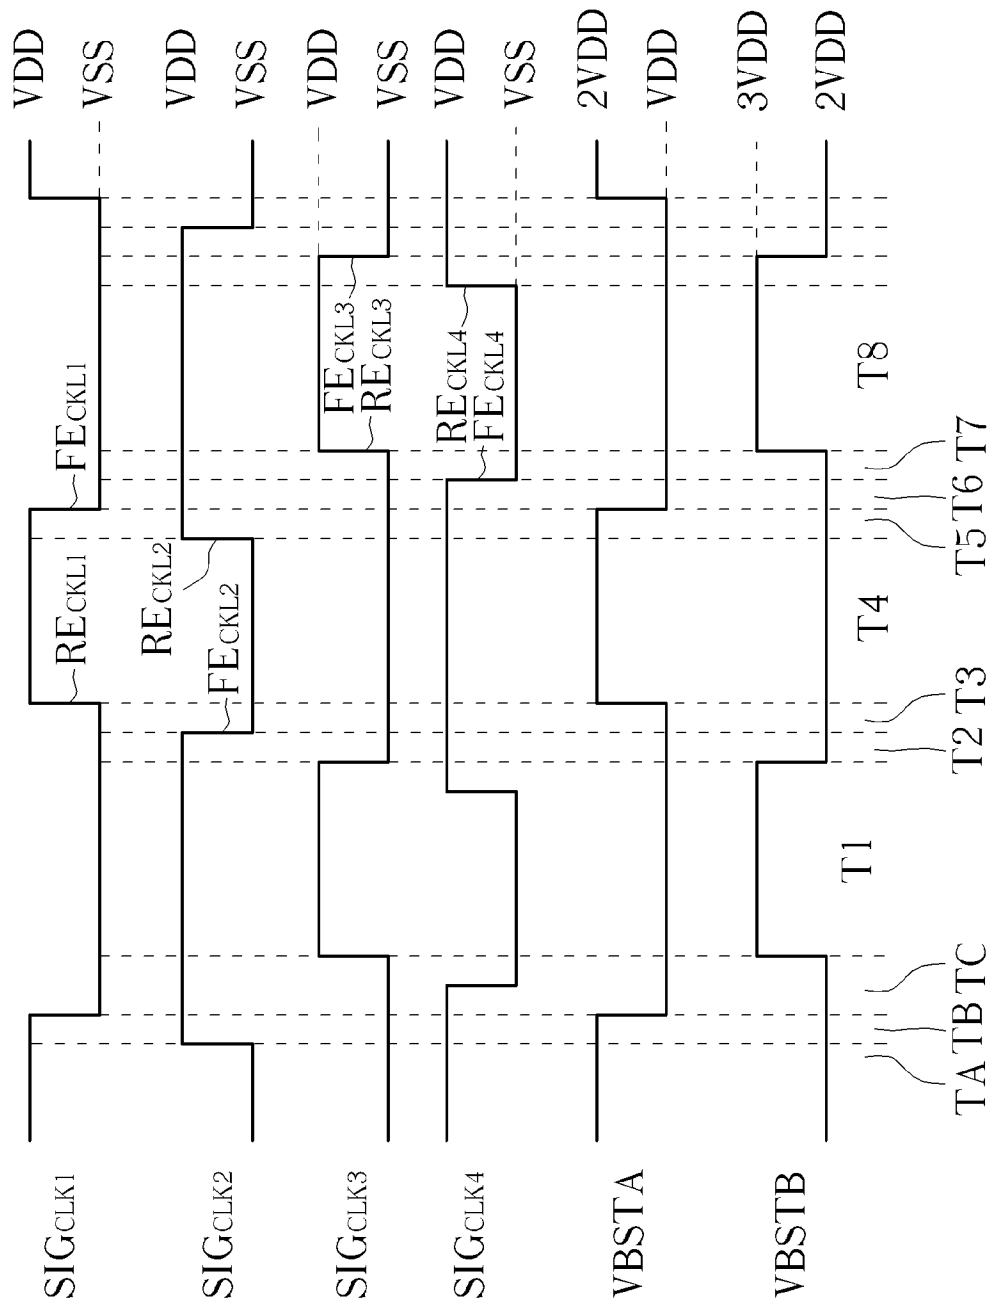 SIGCLK1
VDD
VSS
RECKL1
FECKL1
SIGCLK2
VDD
VSS
RECKL2
FECKL2
SIGCLK3
VDD
VSS
FECKL3
RECKL3
SIGCLK4
VDD
VSS
RECKL4
FECKL4
VBSTA
2VDD
VDD
VBSTB
3VDD
2VDD
TA TB TC T1 T2 T3 T4 T5 T6 T7 T8